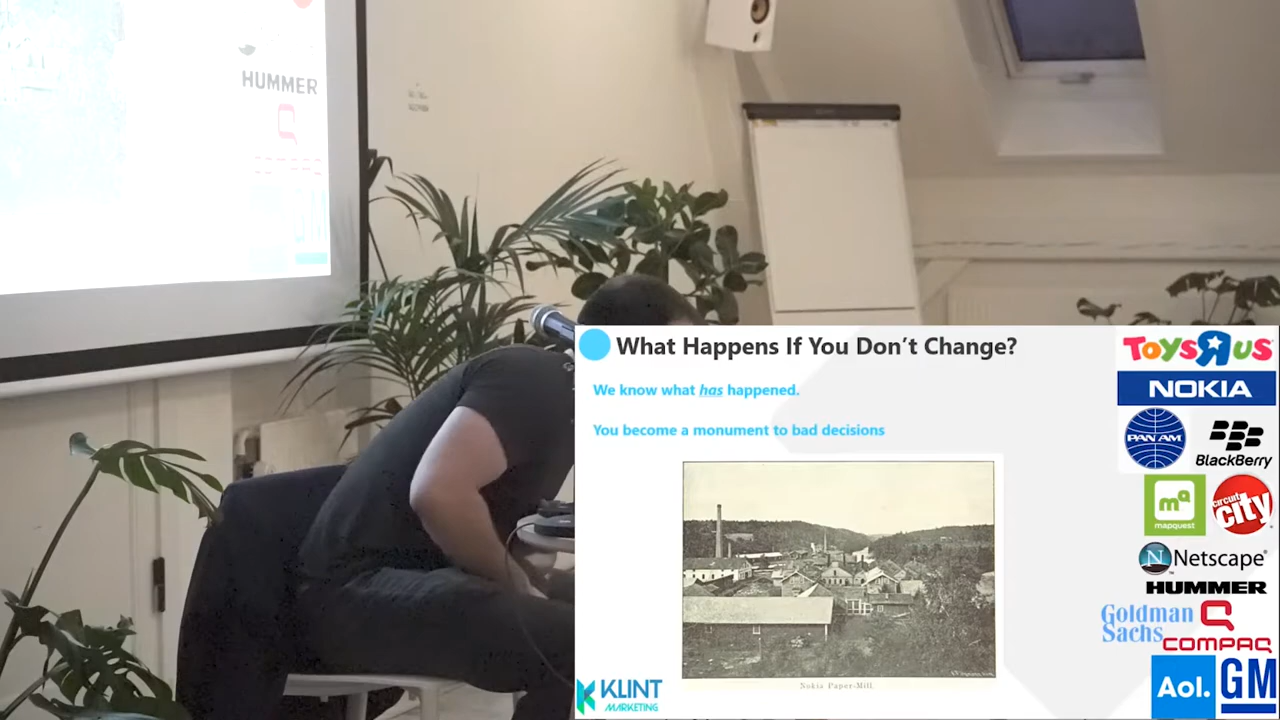 HUMMER
What Happens If You Don't Change?
We know what has happened.
You become a monument to bad decisions
Nokia Paper-Mill.
KLINT
MARKETING
TOYS R US
NOKIA
PAN AM
BlackBerry
mq
mapquest
circuit
city
Netscape
HUMMER
Goldman
Sachs
COMPAQ
Aol.
GM